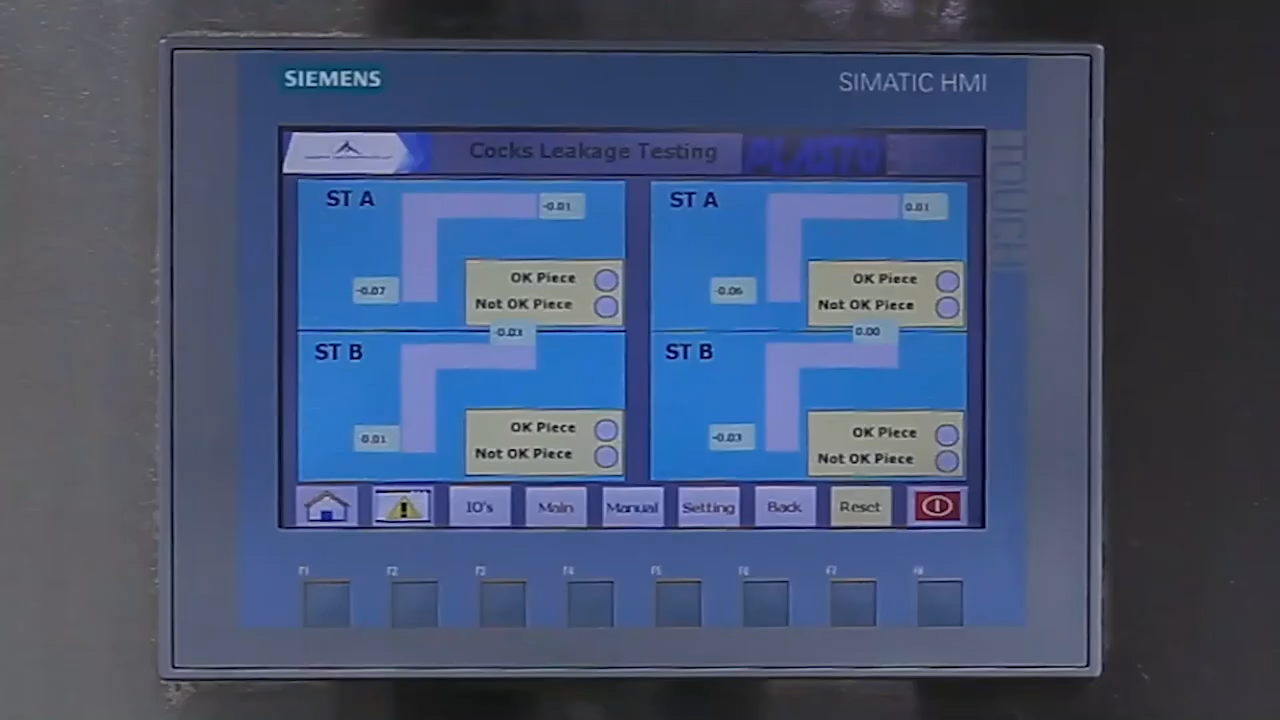 SIEMENS
SIMATIC HMI
TOUCH
Cocks Leakage Testing
ST A
-0.01
-0.07
OK Piece
Not OK Piece
ST A
0.01
-0.06
OK Piece
Not OK Piece
ST B
-0.03
-0.01
OK Piece
Not OK Piece
ST B
0.00
-0.03
OK Piece
Not OK Piece
IO's
Main
Manual
Setting
Back
Reset
F1
F2
F3
F4
F5
F6
F7
F8